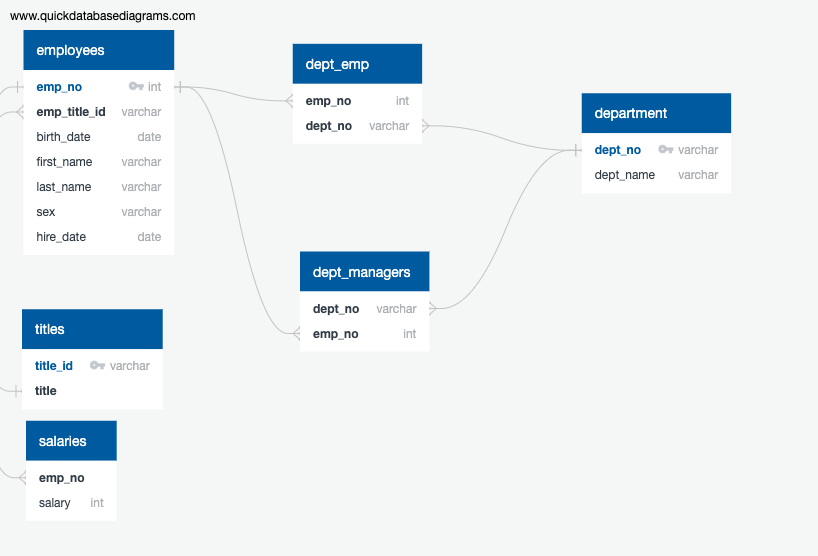 www.quickdatabasediagrams.com
employees
emp_no int
emp_title_id varchar
birth_date date
first_name varchar
last_name varchar
sex varchar
hire_date date
dept_emp
emp_no int
dept_no varchar
department
dept_no varchar
dept_name varchar
dept_managers
dept_no varchar
emp_no int
titles
title_id varchar
title
salaries
emp_no
salary int